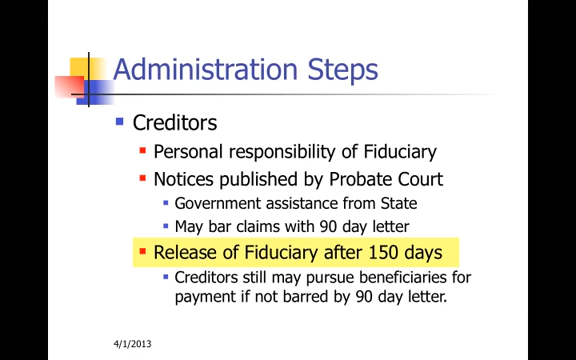 Administration Steps
Creditors
Personal responsibility of Fiduciary
Notices published by Probate Court
Government assistance from State
May bar claims with 90 day letter
Release of Fiduciary after 150 days
Creditors still may pursue beneficiaries for
payment if not barred by 90 day letter.
4/1/2013